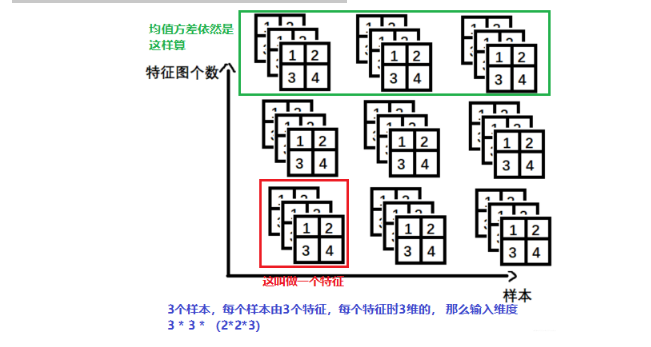 均值方差依然是
这样算
特征图个数
1 2 1 2 1 2
3 4 3 4 3 4
1 2 1 2 1 2
3 4 3 4 3 4
1 2 1 2 1 2
3 4 3 4 3 4
这叫做一个特征
样本
3个样本，每个样本由3个特征，每个特征时3维的， 那么输入维度
3 * 3 * （2*2*3）